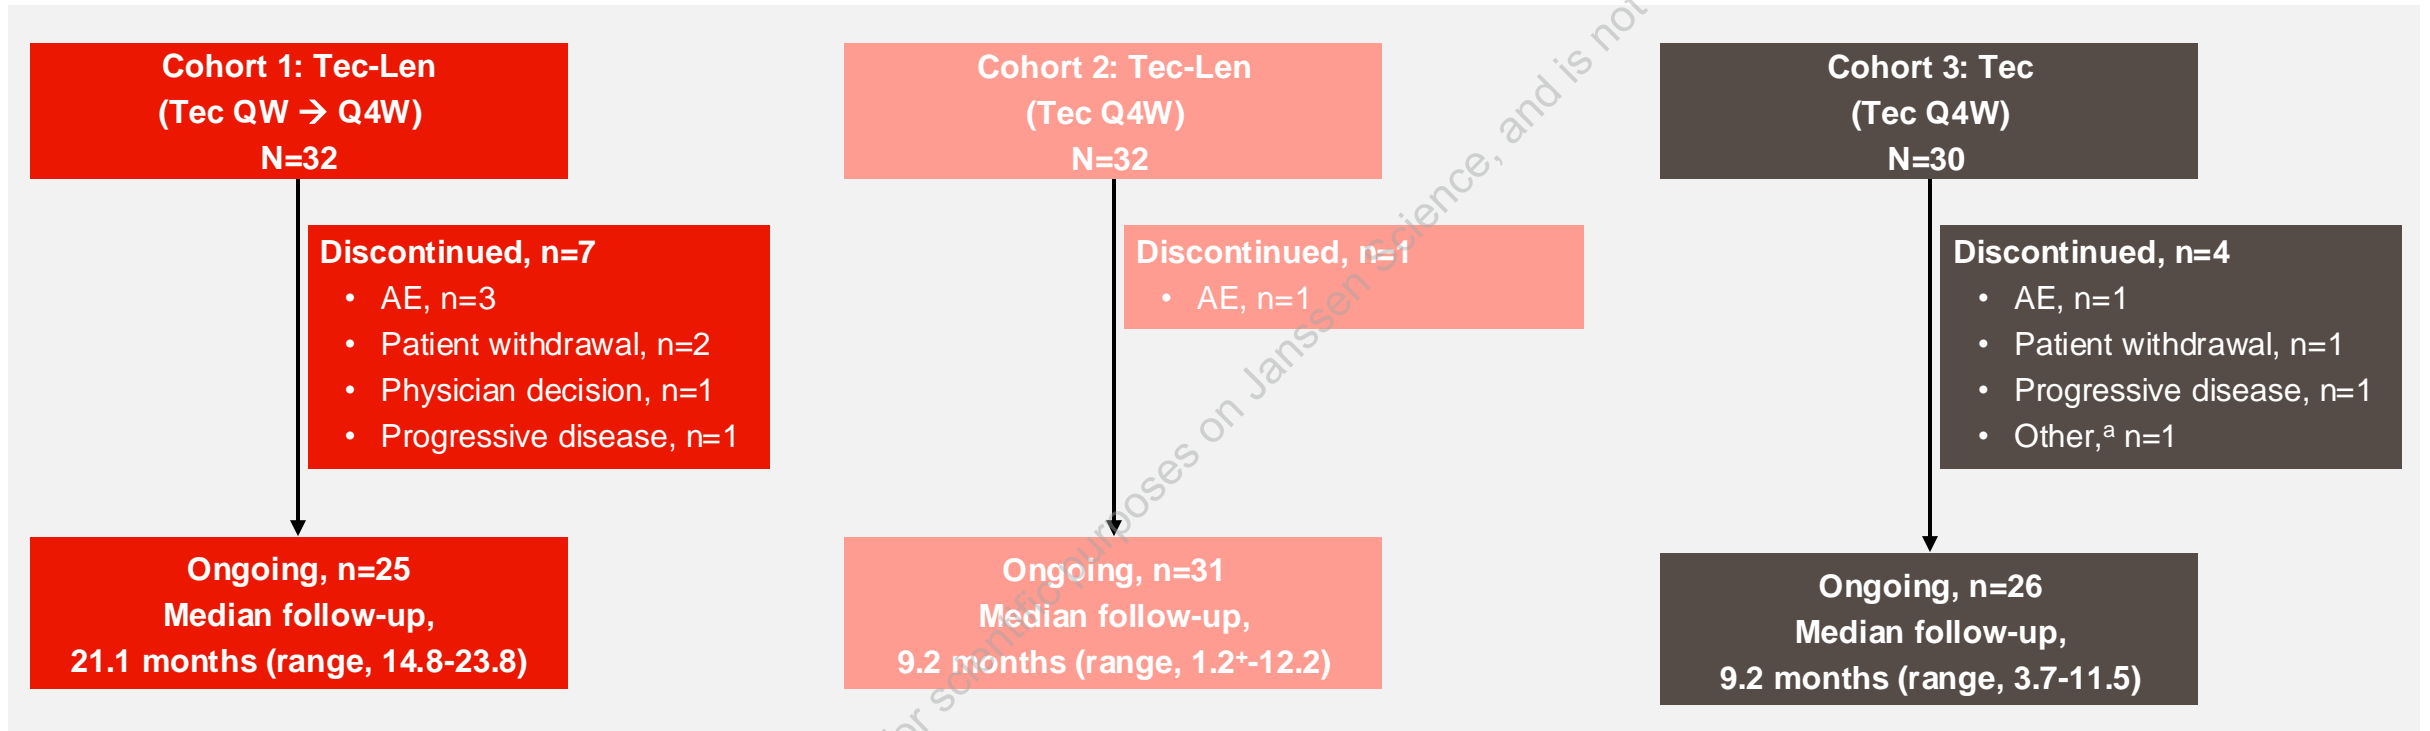 Cohort 1: Tec-Len
(Tec QW → Q4W)
N=32
Discontinued, n=7
• AE, n=3
• Patient withdrawal, n=2
• Physician decision, n=1
• Progressive disease, n=1
Ongoing, n=25
Median follow-up,
21.1 months (range, 14.8-23.8)
Cohort 2: Tec-Len
(Tec Q4W)
N=32
Discontinued, n=1
• AE, n=1
Ongoing, n=31
Median follow-up,
9.2 months (range, 1.2⁺-12.2)
Cohort 3: Tec
(Tec Q4W)
N=30
Discontinued, n=4
• AE, n=1
• Patient withdrawal, n=1
• Progressive disease, n=1
• Other,ᵃ n=1
Ongoing, n=26
Median follow-up,
9.2 months (range, 3.7-11.5)
for scientific purposes on Janssen Science, and is not